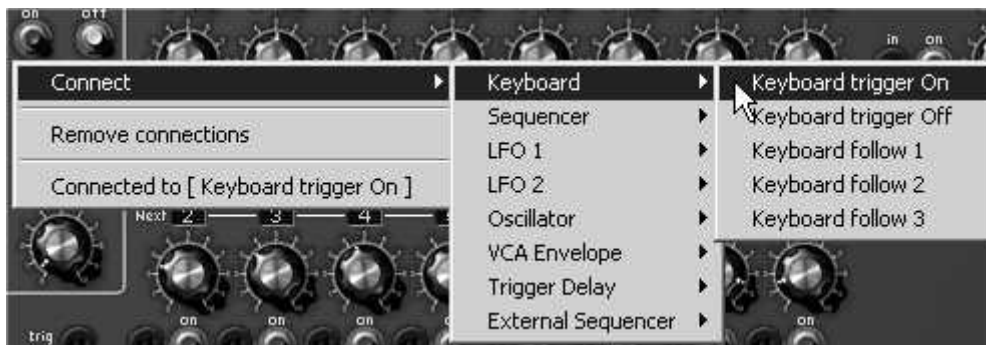 on off
in on
Connect
Remove connections
Connected to [ Keyboard trigger On ]
Keyboard
Sequencer
LFO 1
LFO 2
Oscillator
VCA Envelope
Trigger Delay
External Sequencer
Keyboard trigger On
Keyboard trigger Off
Keyboard follow 1
Keyboard follow 2
Keyboard follow 3
Next 2 3 4
on on on on
trig